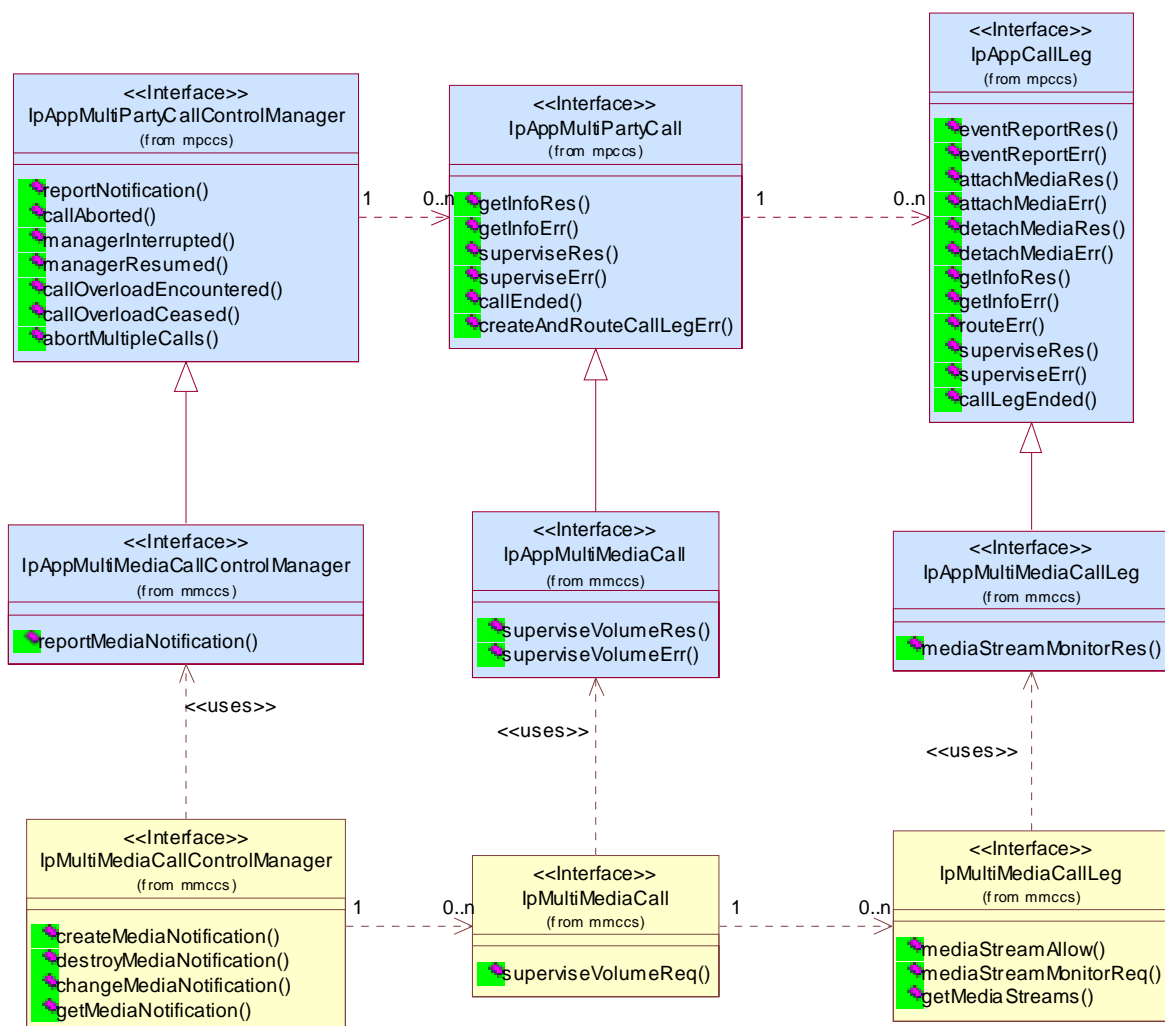 <<Interface>>
IpAppMultiPartyCallControlManager
(from mpccs)
reportNotification()
callAborted()
managerInterrupted()
managerResumed()
callOverloadEncountered()
callOverloadCeased()
abortMultipleCalls()
1
0..n
<<Interface>>
IpAppMultiPartyCall
(from mpccs)
getInfoRes()
getInfoErr()
superviseRes()
superviseErr()
callEnded()
createAndRouteCallLegErr()
1
0..n
<<Interface>>
IpAppCallLeg
(from mpccs)
eventReportRes()
eventReportErr()
attachMediaRes()
attachMediaErr()
detachMediaRes()
detachMediaErr()
getInfoRes()
getInfoErr()
routeErr()
superviseRes()
superviseErr()
callLegEnded()
<<Interface>>
IpAppMultiMediaCallControlManager
(from mmccs)
reportMediaNotification()
<<Interface>>
IpAppMultiMediaCall
(from mmccs)
superviseVolumeRes()
superviseVolumeErr()
<<Interface>>
IpAppMultiMediaCallLeg
(from mmccs)
mediaStreamMonitorRes()
<<uses>>
<<uses>>
<<uses>>
<<Interface>>
IpMultiMediaCallControlManager
(from mmccs)
createMediaNotification()
destroyMediaNotification()
changeMediaNotification()
getMediaNotification()
1
0..n
<<Interface>>
IpMultiMediaCall
(from mmccs)
superviseVolumeReq()
1
0..n
<<Interface>>
IpMultiMediaCallLeg
(from mmccs)
mediaStreamAllow()
mediaStreamMonitorReq()
getMediaStreams()